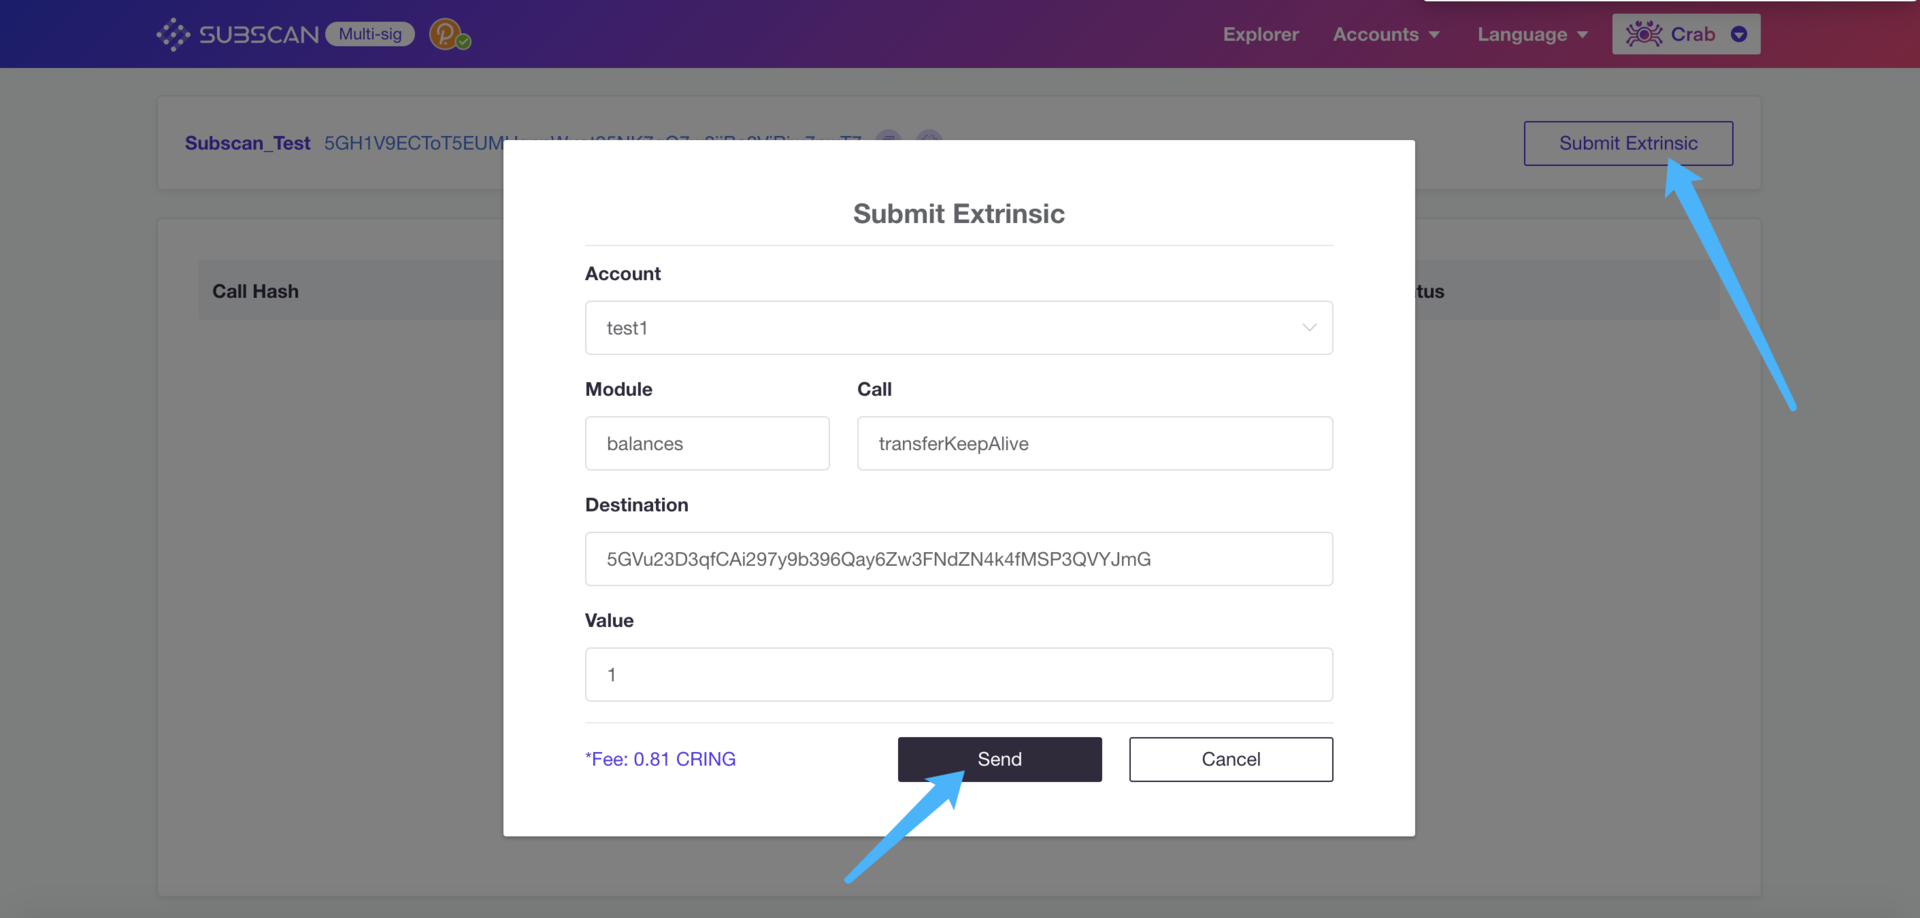 SUBSCAN Multi-sig Explorer Accounts Language Crab
Subscan_Test 5GH1V9ECToT5EUM Submit Extrinsic
Submit Extrinsic
Account
Call Hash tus
test1
Module Call
balances transferKeepAlive
Destination
5GVu23D3qfCAi297y9b396Qay6Zw3FNdZN4k4fMSP3QVYJmG
Value
1
*Fee: 0.81 CRING Send Cancel